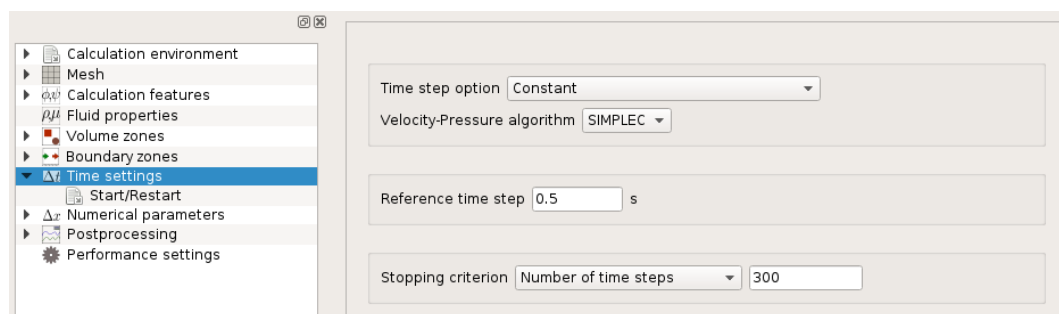 Calculation environment
Mesh
Calculation features
Fluid properties
Volume zones
Boundary zones
Time settings
Start/Restart
Numerical parameters
Postprocessing
Performance settings
Time step option Constant
Velocity-Pressure algorithm SIMPLEC
Reference time step 0.5 s
Stopping criterion Number of time steps 300